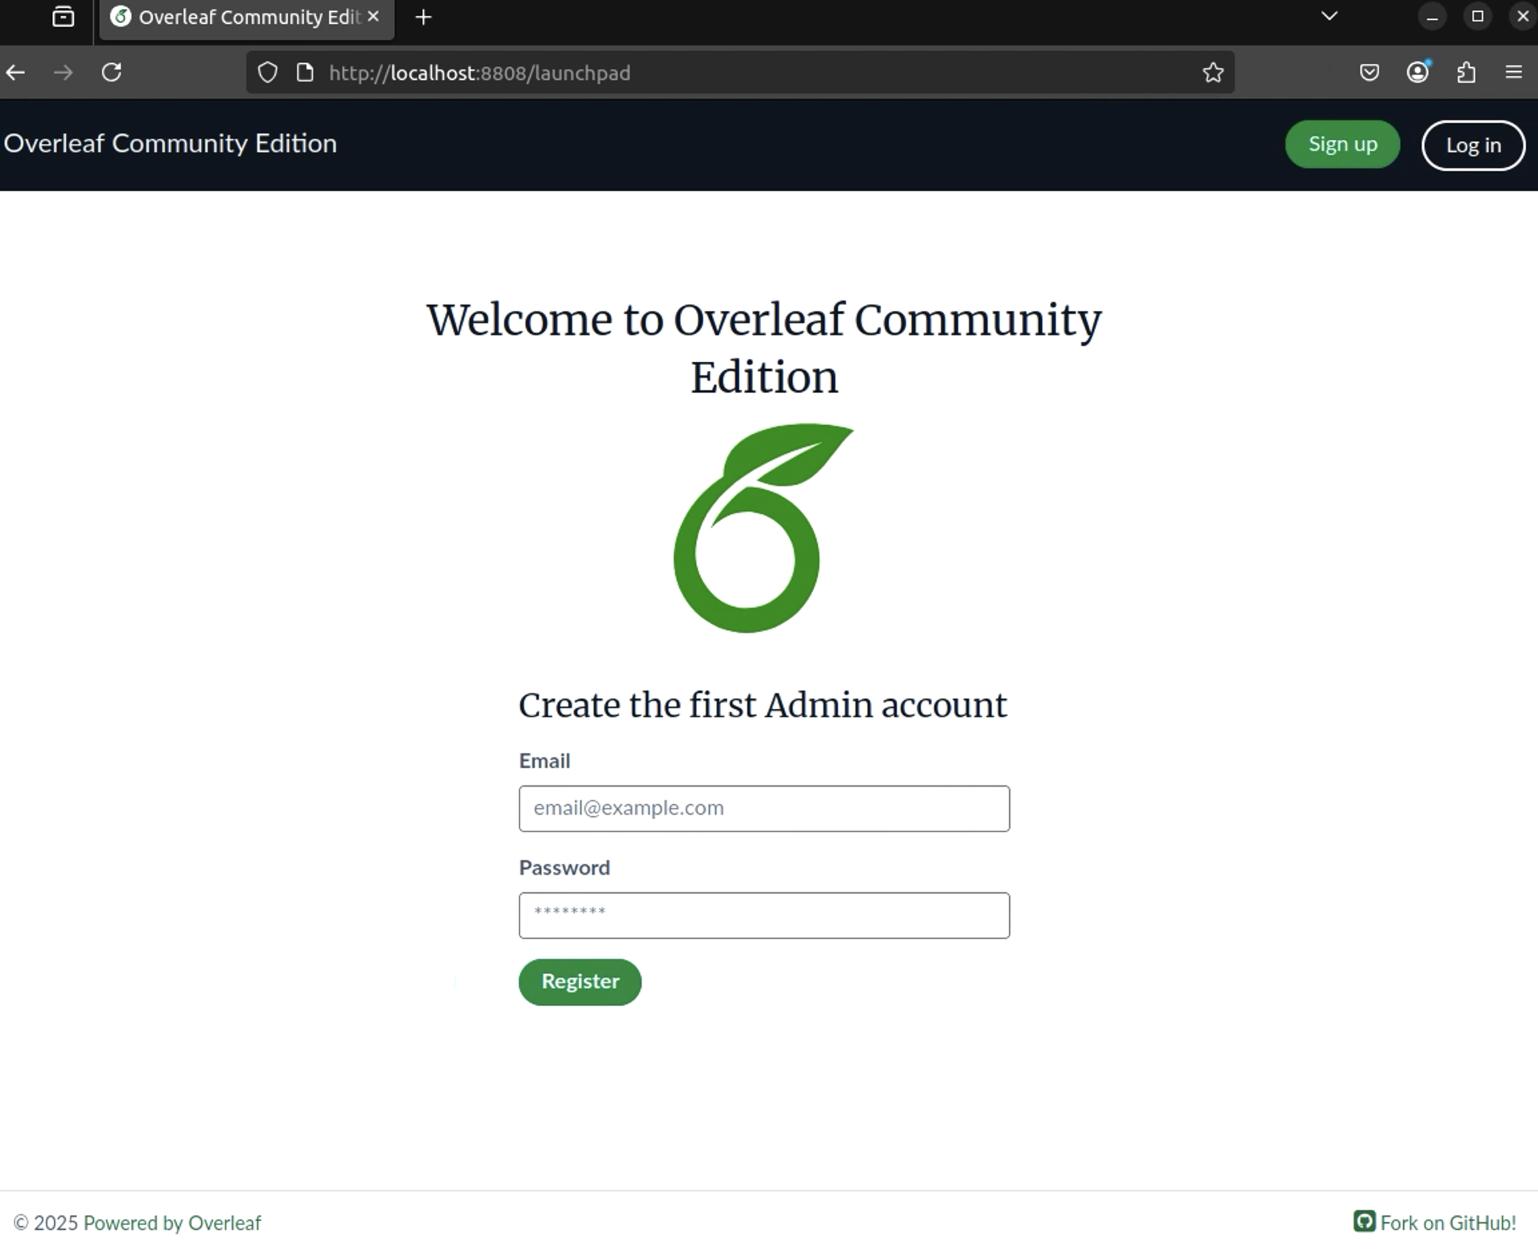 Overleaf Community Edit
http://localhost:8808/launchpad
Overleaf Community Edition
Sign up
Log in
Welcome to Overleaf Community
Edition
Create the first Admin account
Email
email@example.com
Password
********
Register
© 2025 Powered by Overleaf
Fork on GitHub!